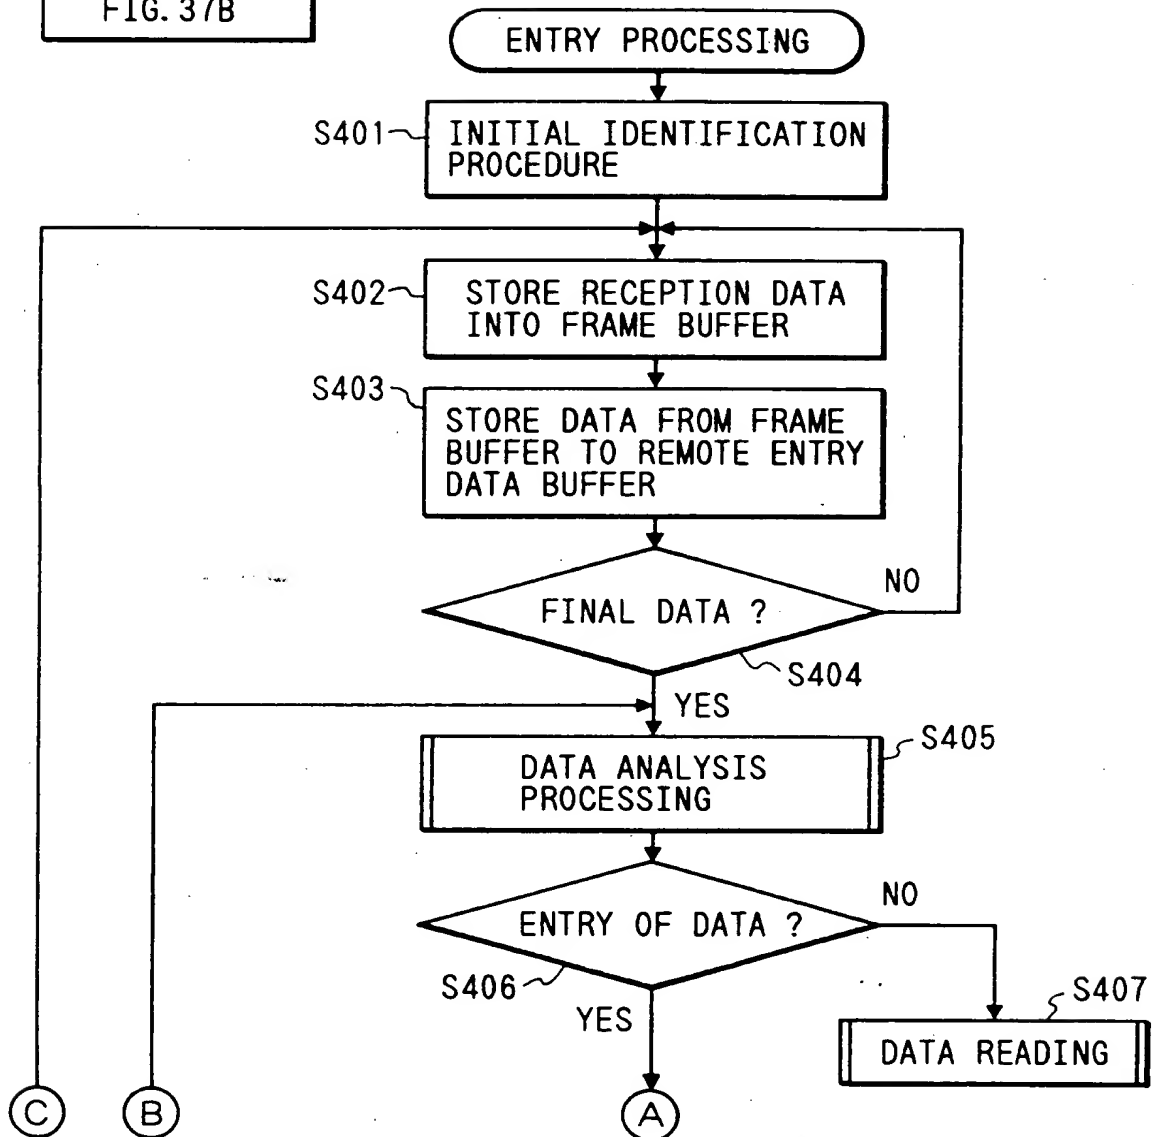 FIG. 37B
ENTRY PROCESSING
S401
INITIAL IDENTIFICATION
PROCEDURE
S402
STORE RECEPTION DATA
INTO FRAME BUFFER
S403
STORE DATA FROM FRAME
BUFFER TO REMOTE ENTRY
DATA BUFFER
NO
FINAL DATA ?
S404
YES
S405
DATA ANALYSIS
PROCESSING
NO
ENTRY OF DATA ?
S406
YES
S407
DATA READING
C
B
A